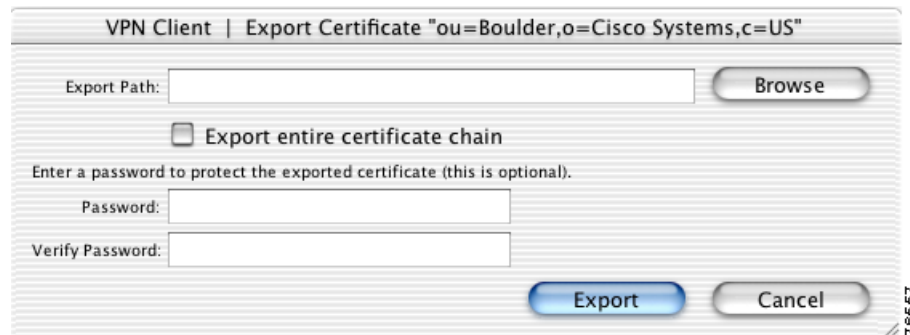 VPN Client | Export Certificate "ou=Boulder,o=Cisco Systems,c=US"
Export Path: Browse
Export entire certificate chain
Enter a password to protect the exported certificate (this is optional).
Password:
Verify Password:
Export Cancel